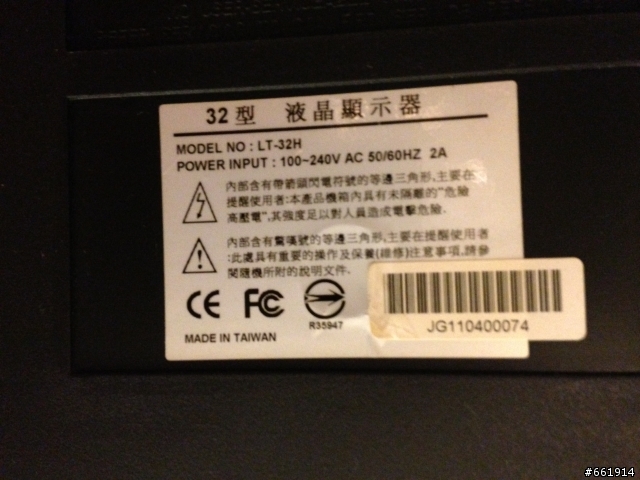 32型 液晶顯示器
MODEL NO : LT-32H
POWER INPUT : 100~240V AC 50/60HZ 2A
內部含有帶箭頭閃電符號的等邊三角形,主要在
提醒使用者:本產品機箱內具有未隔離的"危險
高壓電",其強度足以對人員造成電擊危險.
內部含有驚嘆號的等邊三角形,主要在提醒使用者
:此處具有重要的操作及保養(維修)注意事項,請參
閱隨機所附的說明文件.
CE FC
R35947
JG110400074
MADE IN TAIWAN
#661914